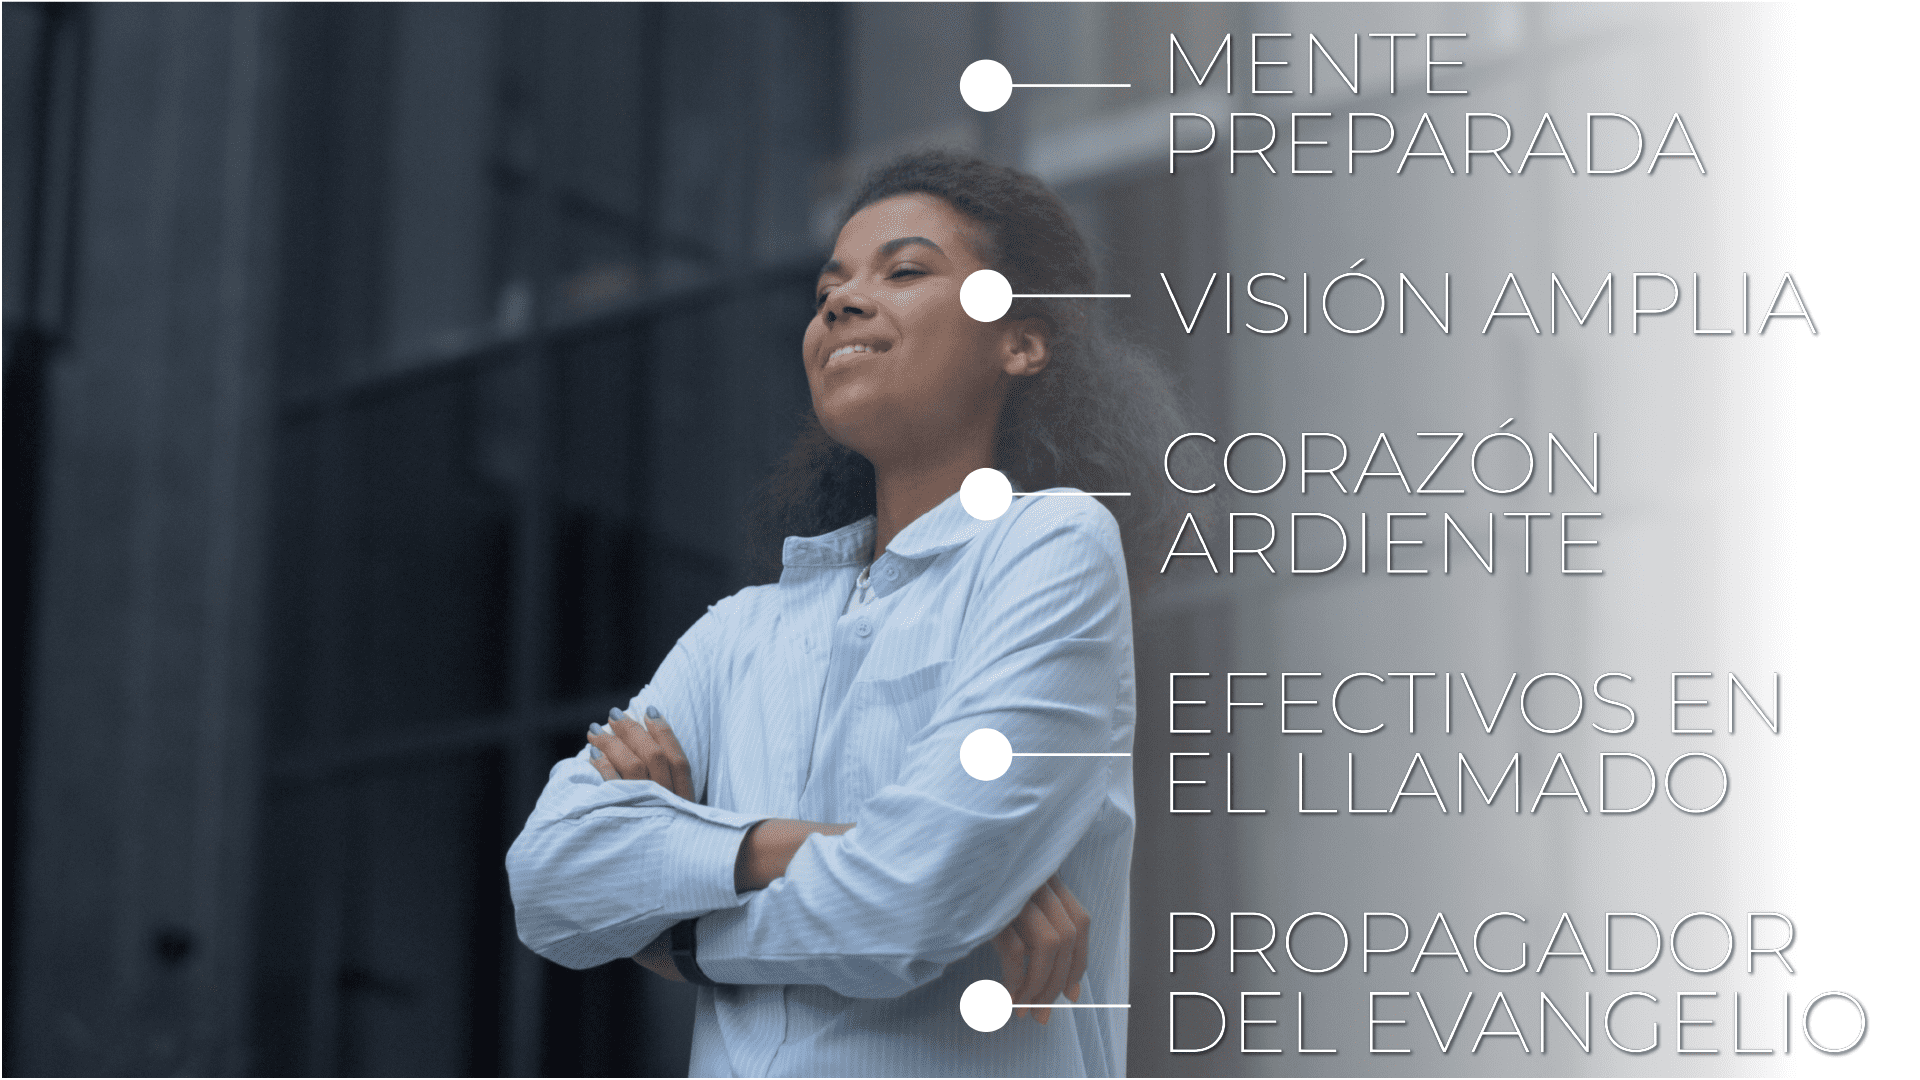 MENTE
PREPARADA
VISIÓN AMPLIA
CORAZÓN
ARDIENTE
EFECTIVOS EN
EL LLAMADO
PROPAGADOR
DEL EVANGELIO